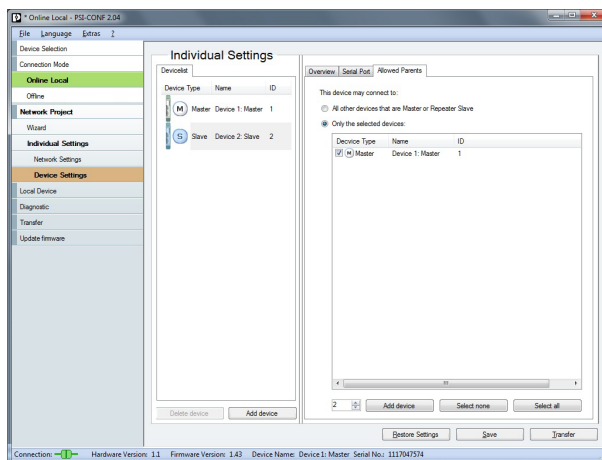 * Online Local - PSI-CONF 2.04
File Language Extras ?
Device Selection
Connection Mode
Online Local
Offline
Network Project
Wizard
Individual Settings
Network Settings
Device Settings
Local Device
Diagnostic
Transfer
Update firmware
Individual Settings
Devicelist
Device Type Name ID
M Master Device 1: Master 1
S Slave Device 2: Slave 2
Delete device Add device
Overview Serial Port Allowed Parents
This device may connect to:
All other devices that are Master or Repeater Slave
Only the selected devices:
Decvice Type Name ID
M Master Device 1: Master 1
2 Add device Select none Select all
Restore Settings Save Transfer
Connection: Hardware Version: 1.1 Firmware Version: 1.43 Device Name: Device 1: Master Serial No.: 1117047574